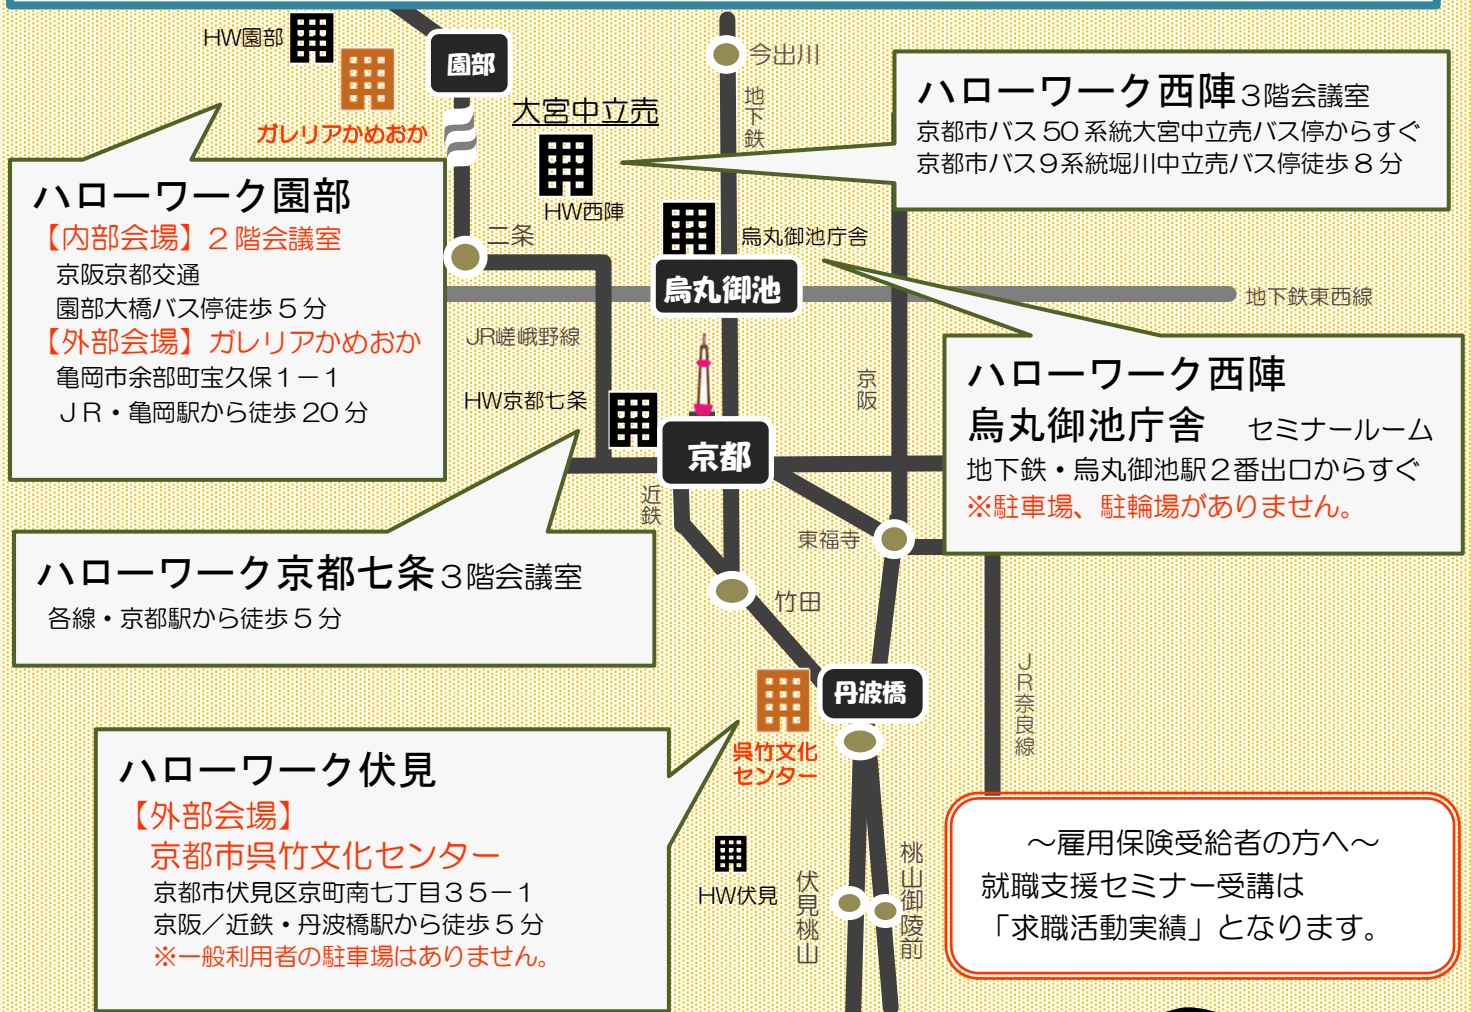 HW園部
園部
ガレリアかめおか
大宮中立売
HW西陣
今出川
地下鉄
ハローワーク西陣 3階会議室
京都市バス 50 系統大宮中立売バス停からすぐ
京都市バス9系統堀川中立売バス停徒歩 8 分
ハローワーク園部
【内部会場】2 階会議室
京阪京都交通
園部大橋バス停徒歩 5 分
【外部会場】ガレリアかめおか
亀岡市余部町宝久保1-1
JR・亀岡駅から徒歩 20 分
二条
烏丸御池庁舎
烏丸御池
地下鉄東西線
JR嵯峨野線
京阪
HW京都七条
京都
近鉄
ハローワーク西陣
烏丸御池庁舎 セミナールーム
地下鉄・烏丸御池駅2番出口からすぐ
※駐車場、駐輪場がありません。
東福寺
ハローワーク京都七条 3階会議室
各線・京都駅から徒歩 5 分
竹田
丹波橋
JR奈良線
呉竹文化
センター
ハローワーク伏見
【外部会場】
京都市呉竹文化センター
京都市伏見区京町南七丁目35-1
京阪/近鉄・丹波橋駅から徒歩 5 分
※一般利用者の駐車場はありません。
HW伏見
伏見桃山
桃山御陵前
~雇用保険受給者の方へ~
就職支援セミナー受講は
「求職活動実績」となります。